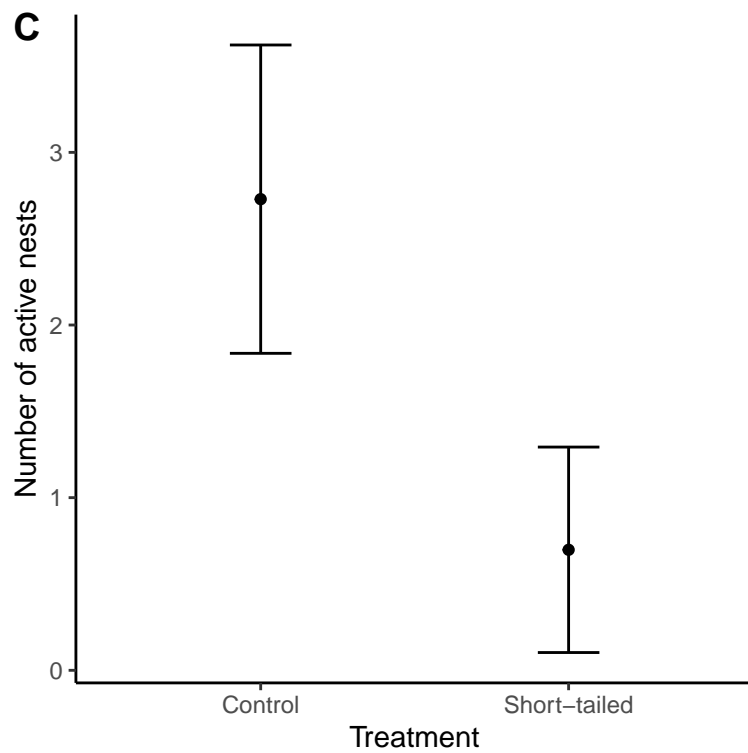 C
Number of active nests
3
2
1
0
Control
Short−tailed
Treatment